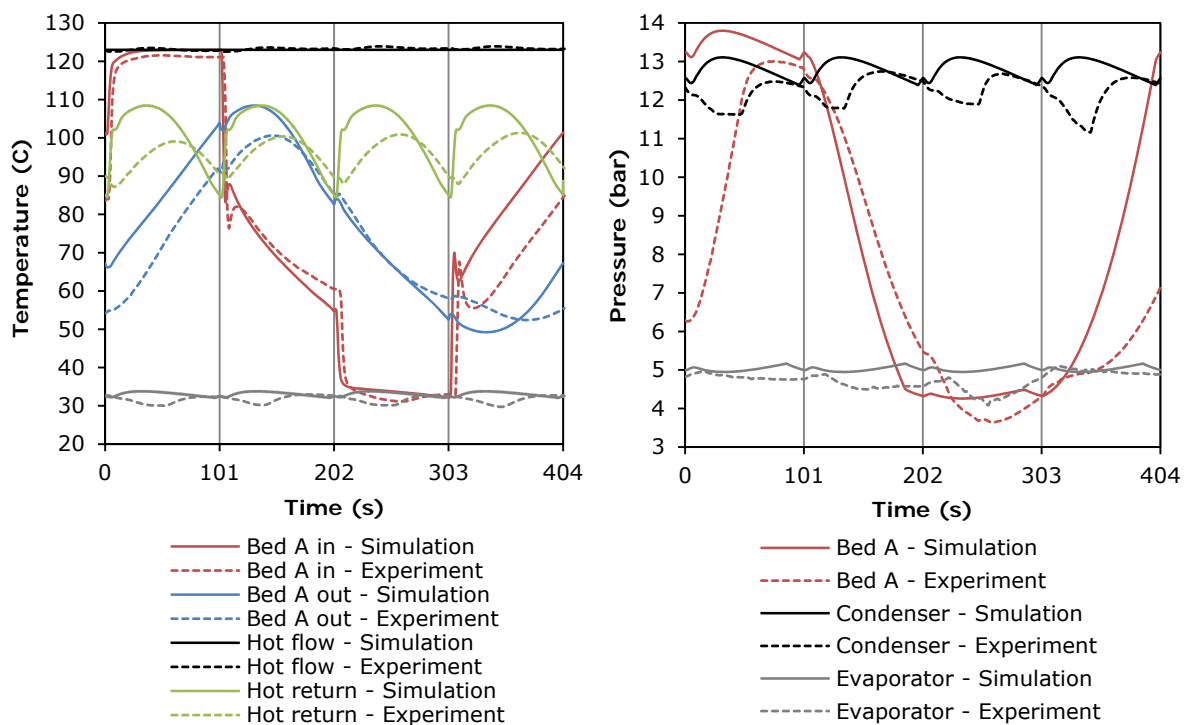 130
120
110
100
90
80
70
60
50
40
30
20
Temperature (C)
0 101 202 303 404
Time (s)
Bed A in - Simulation
Bed A in - Experiment
Bed A out - Simulation
Bed A out - Experiment
Hot flow - Simulation
Hot flow - Experiment
Hot return - Simulation
Hot return - Experiment
14
13
12
11
10
9
8
7
6
5
4
3
Pressure (bar)
0 101 202 303 404
Time (s)
Bed A - Simulation
Bed A - Experiment
Condenser - Smulation
Condenser - Experiment
Evaporator - Simulation
Evaporator - Experiment